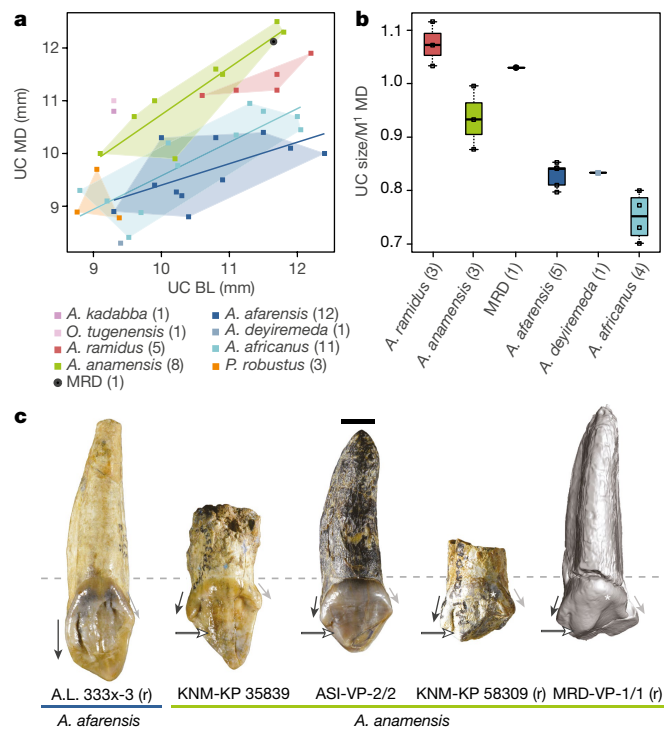 a
UC MD (mm)
12
11
10
9
9
10
11
12
UC BL (mm)
A. kadabba (1)
O. tugenensis (1)
A. ramidus (5)
A. anamensis (8)
MRD (1)
A. afarensis (12)
A. deyiremeda (1)
A. africanus (11)
P. robustus (3)
b
UC size/M¹ MD
1.1
1.0
0.9
0.8
0.7
A. ramidus (3)
A. anamensis (3)
MRD (1)
A. afarensis (5)
A. deyiremeda (1)
A. africanus (4)
c
A.L. 333x-3 (r)
KNM-KP 35839
ASI-VP-2/2
KNM-KP 58309 (r)
MRD-VP-1/1 (r)
A. afarensis
A. anamensis